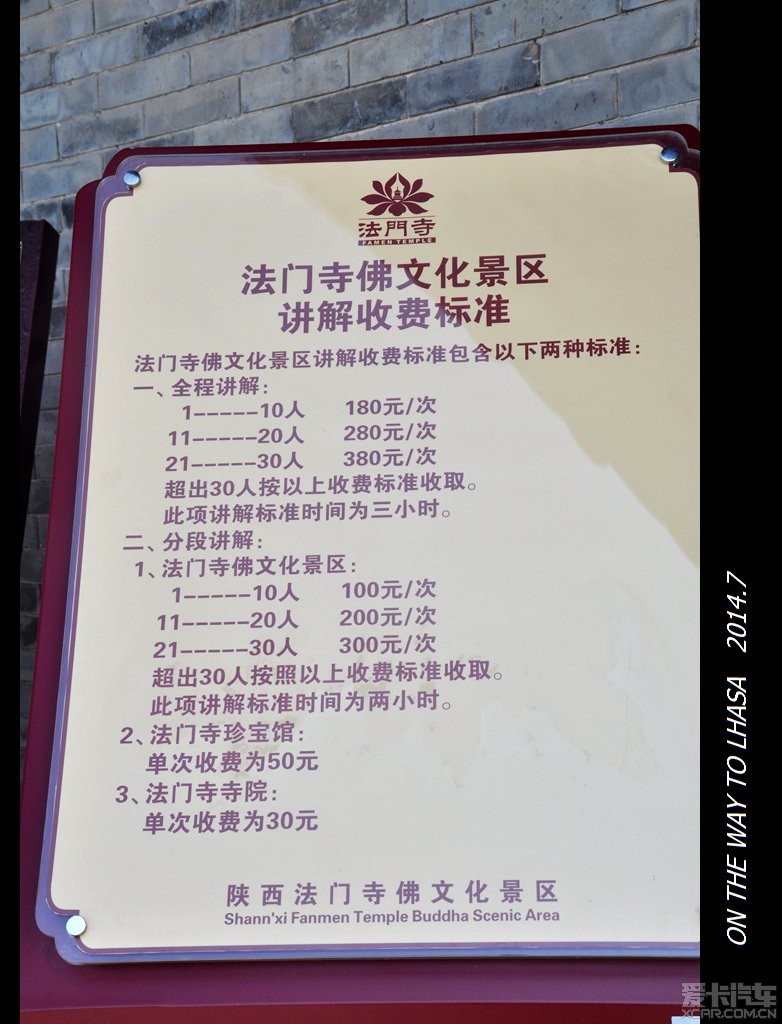 法門寺
FAMEN TEMPLE
法门寺佛文化景区
讲解收费标准
法门寺佛文化景区讲解收费标准包含以下两种标准：
一、全程讲解：
1-----10人 180元/次
11-----20人 280元/次
21-----30人 380元/次
超出30人按以上收费标准收取。
此项讲解标准时间为三小时。
二、分段讲解：
1、法门寺佛文化景区：
1-----10人 100元/次
11-----20人 200元/次
21-----30人 300元/次
超出30人按照以上收费标准收取。
此项讲解标准时间为两小时。
2、法门寺珍宝馆：
单次收费为50元
3、法门寺寺院：
单次收费为30元
陕西法门寺佛文化景区
Shann'xi Fanmen Temple Buddha Scenic Area
ON THE WAY TO LHASA 2014.7
爱卡汽车
XCAR.COM.CN